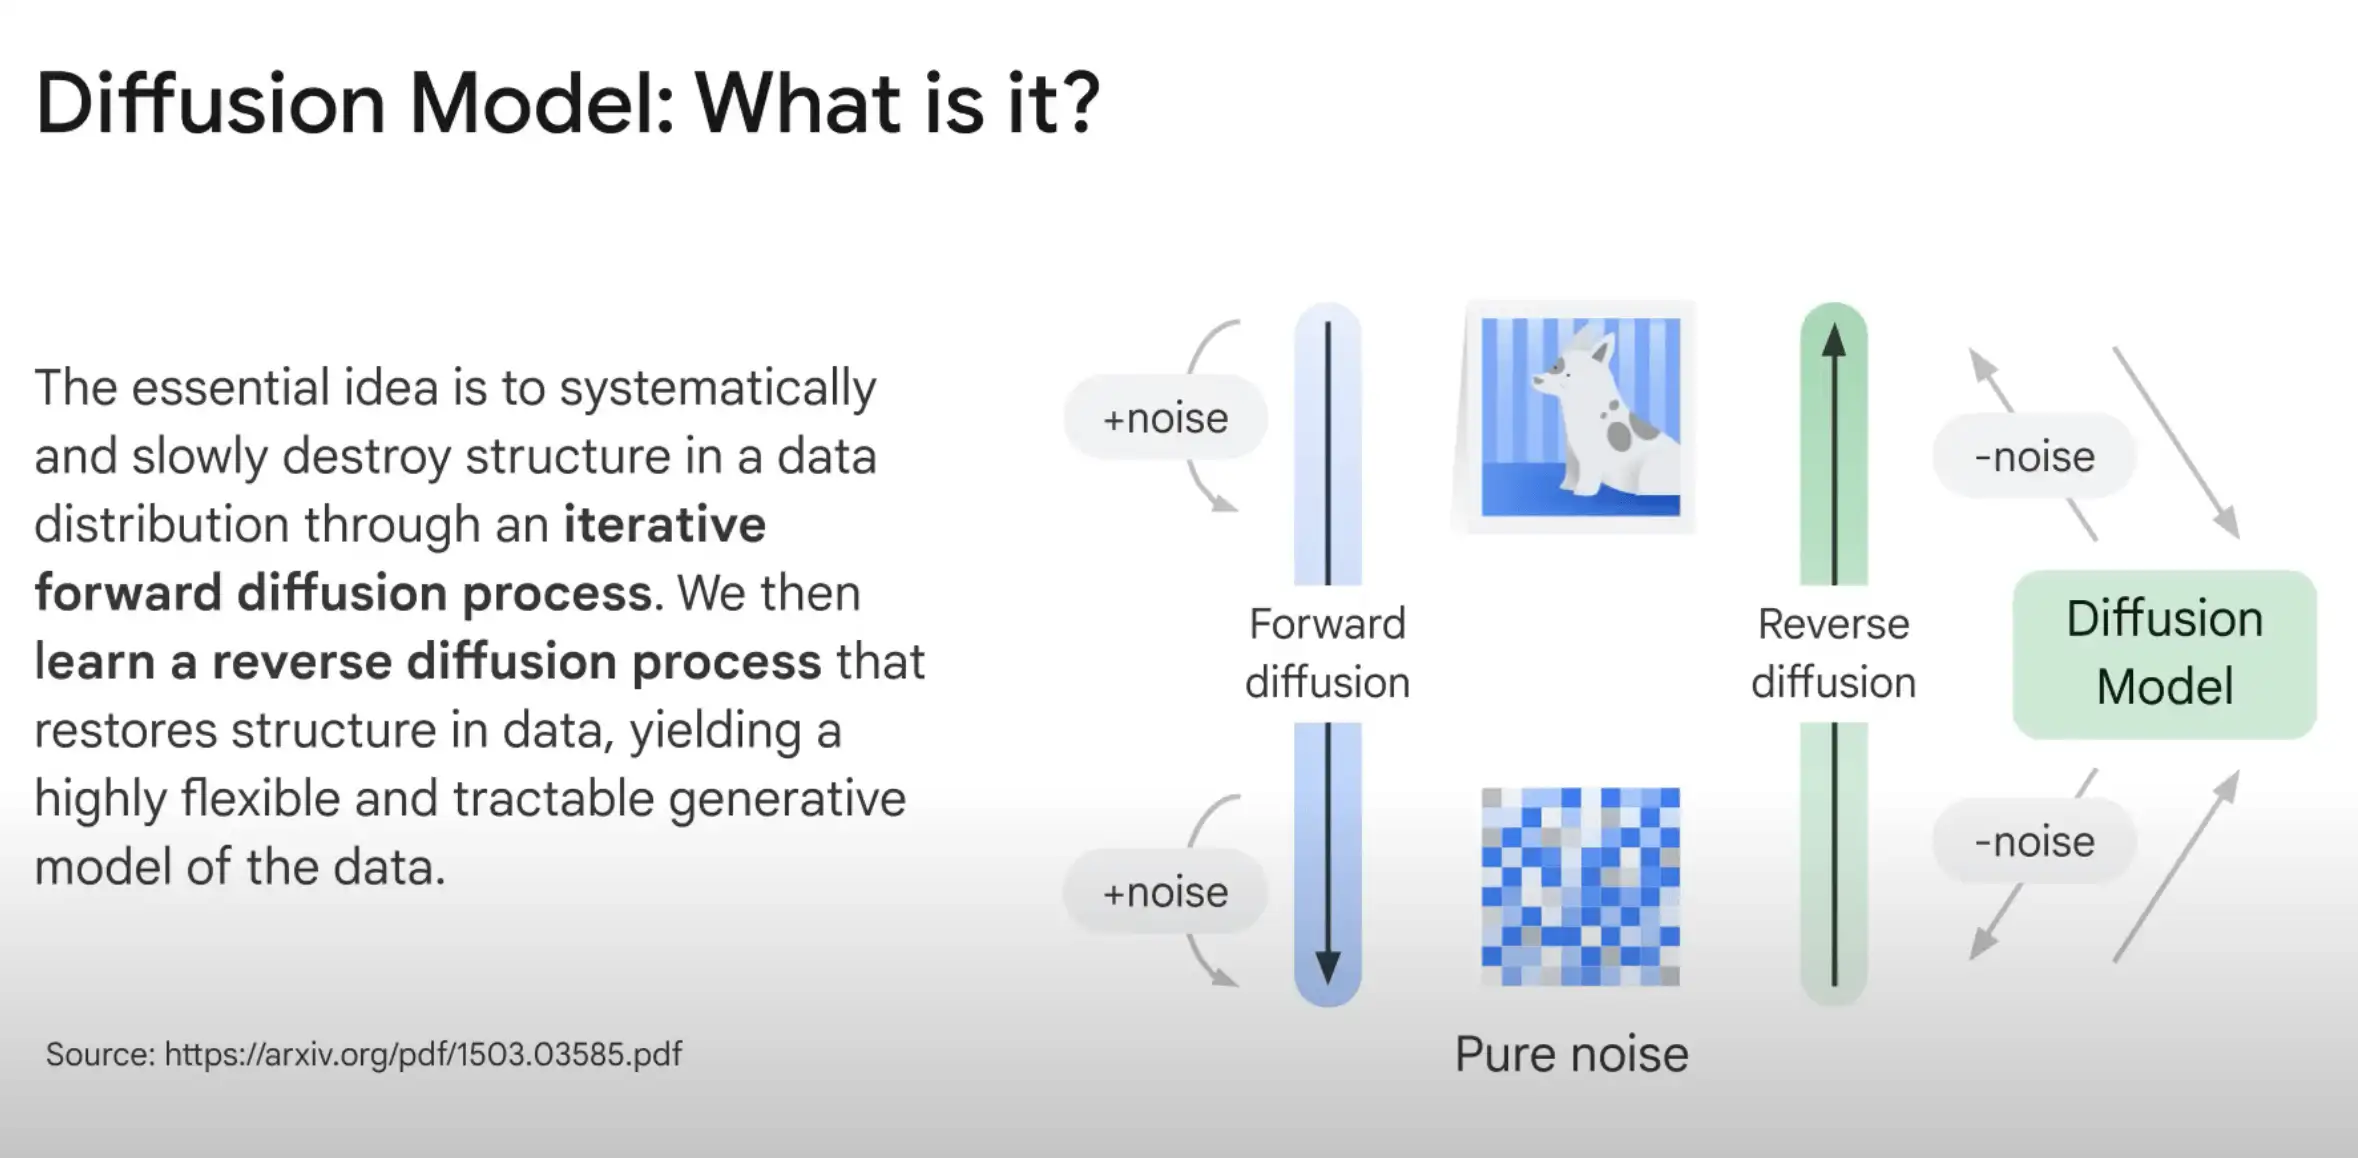 Diffusion Model: What is it?
The essential idea is to systematically
and slowly destroy structure in a data
distribution through an iterative
forward diffusion process. We then
learn a reverse diffusion process that
restores structure in data, yielding a
highly flexible and tractable generative
model of the data.
Source: https://arxiv.org/pdf/1503.03585.pdf
+noise
Forward
diffusion
+noise
Pure noise
Reverse
diffusion
-noise
Diffusion
Model
-noise